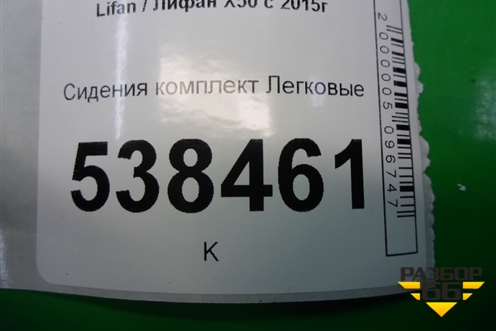 Lifan / Лифан X50 с 2015г
Сидения комплект Легковые
538461
К
2000005096747
РАЗБОР
66